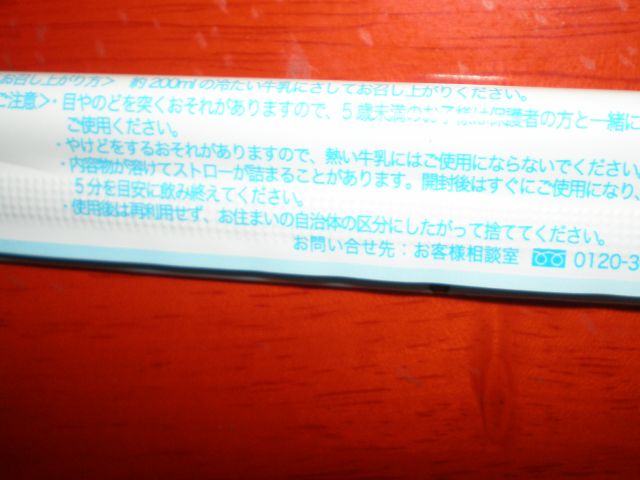 お召し上がり方> 約200mlの冷たい牛乳にさしてお召し上がりください。
ご注意>・目やのどを突くおそれがありますので、5歳未満のお子様は保護者の方と一緒に
ご使用ください。
・やけどをするおそれがありますので、熱い牛乳にはご使用にならないでください。
・内容物が溶けてストローが詰まることがあります。開封後はすぐにご使用になり、
5分を目安に飲み終えてください。
・使用後は再利用せず、お住まいの自治体の区分にしたがって捨ててください。
お問い合せ先:お客様相談室 0120-3